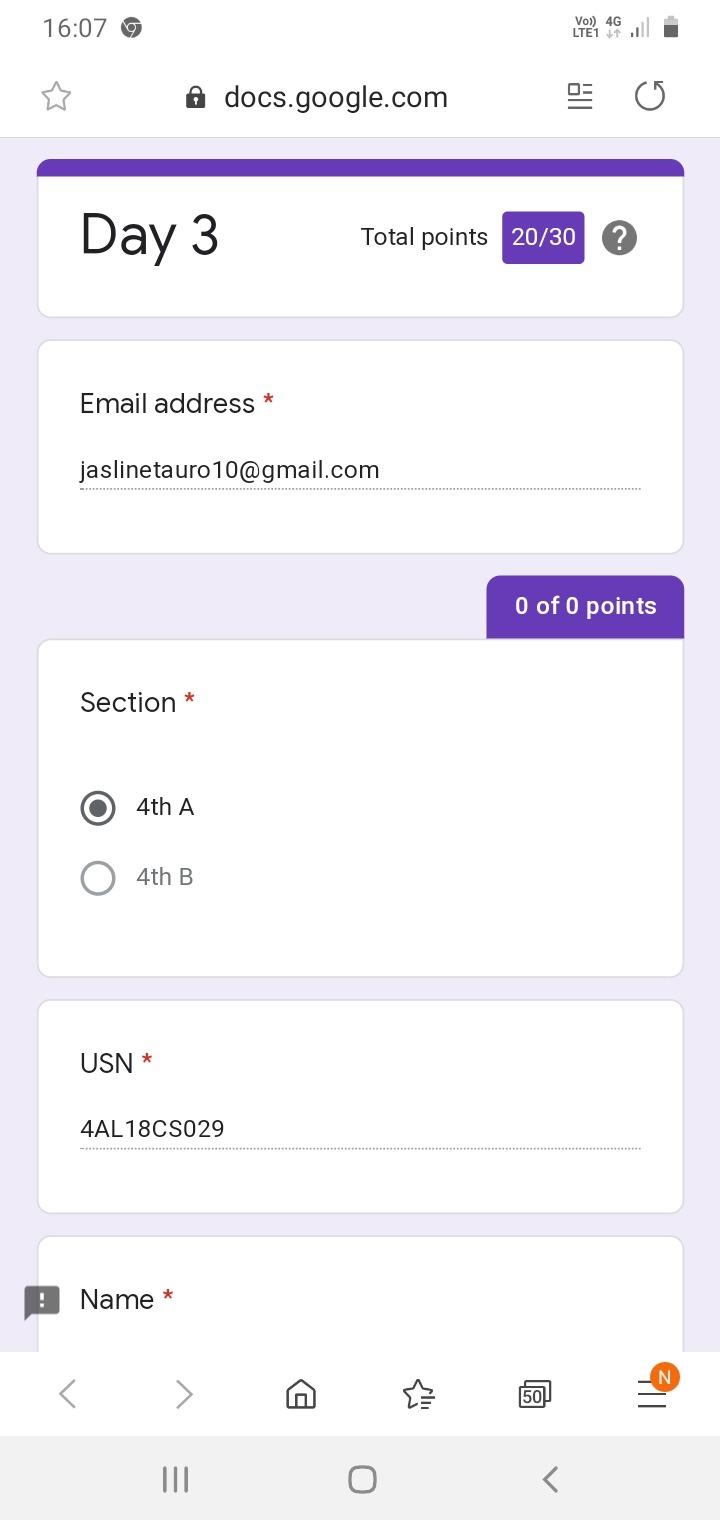 16:07
Vo)) 4G
LTE1
docs.google.com
Day 3
Total points 20/30 ?
Email address *
jaslinetauro10@gmail.com
0 of 0 points
Section *
4th A
4th B
USN *
4AL18CS029
! Name *
50
N